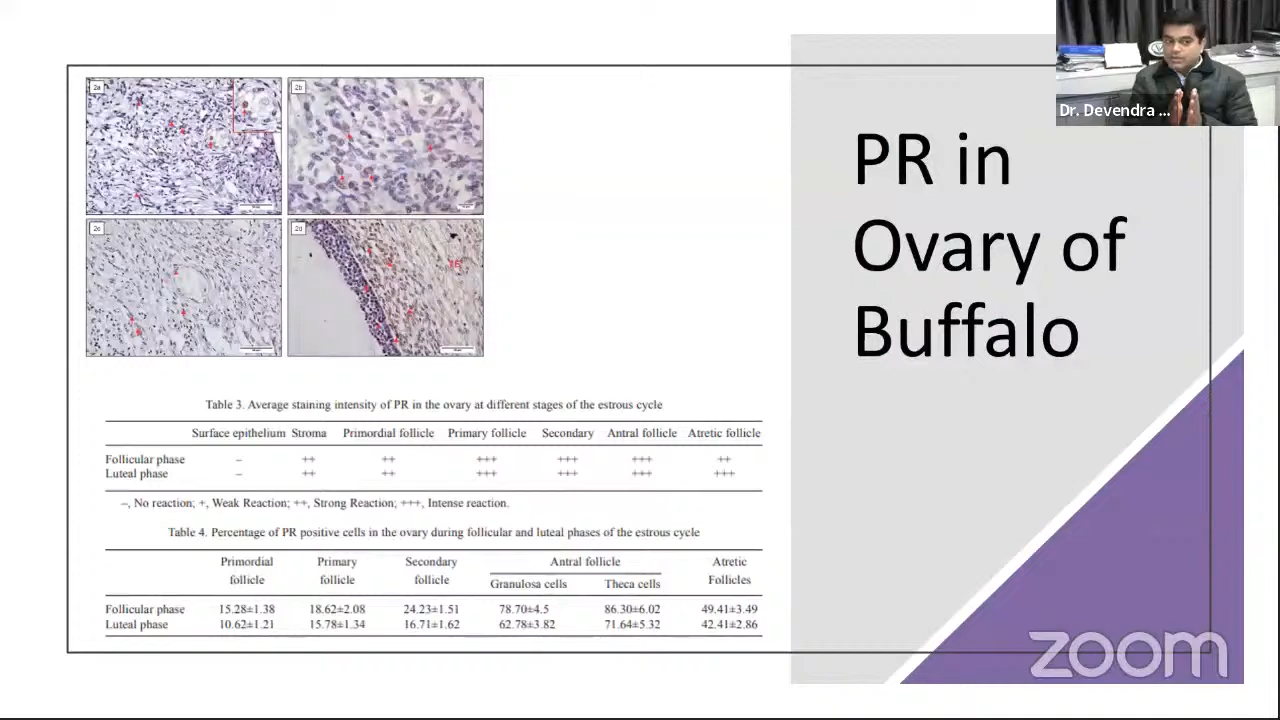 2a
2b
2c
2d
Dr. Devendra ...
PR in
Ovary of
Buffalo
Table 3. Average staining intensity of PR in the ovary at different stages of the estrous cycle
Surface epithelium Stroma Primordial follicle Primary follicle Secondary Antral follicle Atretic follicle
Follicular phase – ++ ++ +++ +++ +++ ++
Luteal phase – ++ ++ +++ +++ +++ +++
–, No reaction; +, Weak Reaction; ++, Strong Reaction; +++, Intense reaction.
Table 4. Percentage of PR positive cells in the ovary during follicular and luteal phases of the estrous cycle
Primordial Primary Secondary Antral follicle Atretic
follicle follicle follicle Granulosa cells Theca cells Follicles
Follicular phase 15.28±1.38 18.62±2.08 24.23±1.51 78.70±4.5 86.30±6.02 49.41±3.49
Luteal phase 10.62±1.21 15.78±1.34 16.71±1.62 62.78±3.82 71.64±5.32 42.41±2.86
zoom